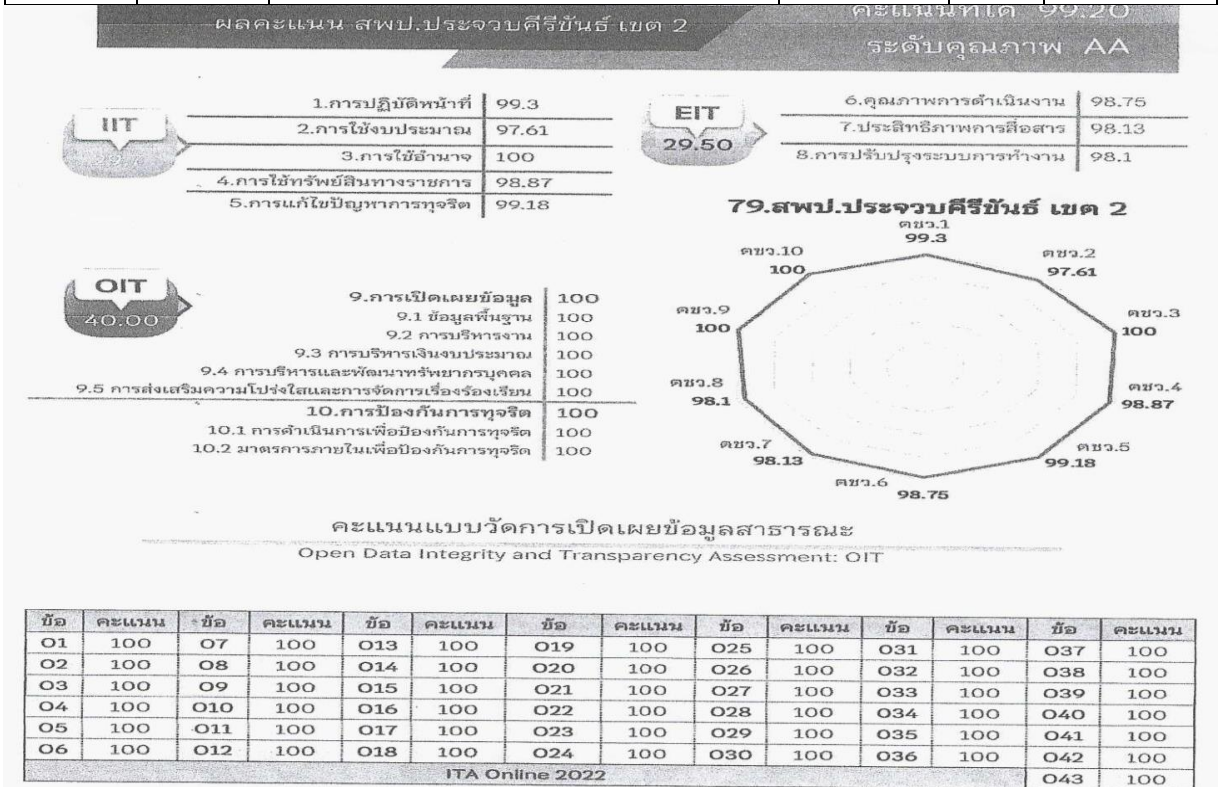 ผลคะแนน สพป.ประจวบคีรีขันธ์ เขต 2
คะแนนที่ได้ 99.20
ระดับคุณภาพ AA
IIT
1.การปฏิบัติหน้าที่ 99.3
2.การใช้งบประมาณ 97.61
3.การใช้อำนาจ 100
4.การใช้ทรัพย์สินทางราชการ 98.87
5.การแก้ไขปัญหาการทุจริต 99.18
EIT
29.50
6.คุณภาพการดำเนินงาน 98.75
7.ประสิทธิภาพการสื่อสาร 98.13
8.การปรับปรุงระบบการทำงาน 98.1
OIT
40.00
9.การเปิดเผยข้อมูล 100
9.1 ข้อมูลพื้นฐาน 100
9.2 การบริหารงาน 100
9.3 การบริหารเงินงบประมาณ 100
9.4 การบริหารและพัฒนาทรัพยากรบุคคล 100
9.5 การส่งเสริมความโปร่งใสและการจัดการเรื่องร้องเรียน 100
10.การป้องกันการทุจริต 100
10.1 การดำเนินการเพื่อป้องกันการทุจริต 100
10.2 มาตรการภายในเพื่อป้องกันการทุจริต 100
79.สพป.ประจวบคีรีขันธ์ เขต 2
ตชว.1
99.3
ตชว.2
97.61
ตชว.3
100
ตชว.4
98.87
ตชว.5
99.18
ตชว.6
98.75
ตชว.7
98.13
ตชว.8
98.1
ตชว.9
100
ตชว.10
100
คะแนนแบบวัดการเปิดเผยข้อมูลสาธารณะ
Open Data Integrity and Transparency Assessment: OIT
ข้อ คะแนน ข้อ คะแนน ข้อ คะแนน ข้อ คะแนน ข้อ คะแนน ข้อ คะแนน ข้อ คะแนน
O1 100 O7 100 O13 100 O19 100 O25 100 O31 100 O37 100
O2 100 O8 100 O14 100 O20 100 O26 100 O32 100 O38 100
O3 100 O9 100 O15 100 O21 100 O27 100 O33 100 O39 100
O4 100 O10 100 O16 100 O22 100 O28 100 O34 100 O40 100
O5 100 O11 100 O17 100 O23 100 O29 100 O35 100 O41 100
O6 100 O12 100 O18 100 O24 100 O30 100 O36 100 O42 100
ITA Online 2022 O43 100